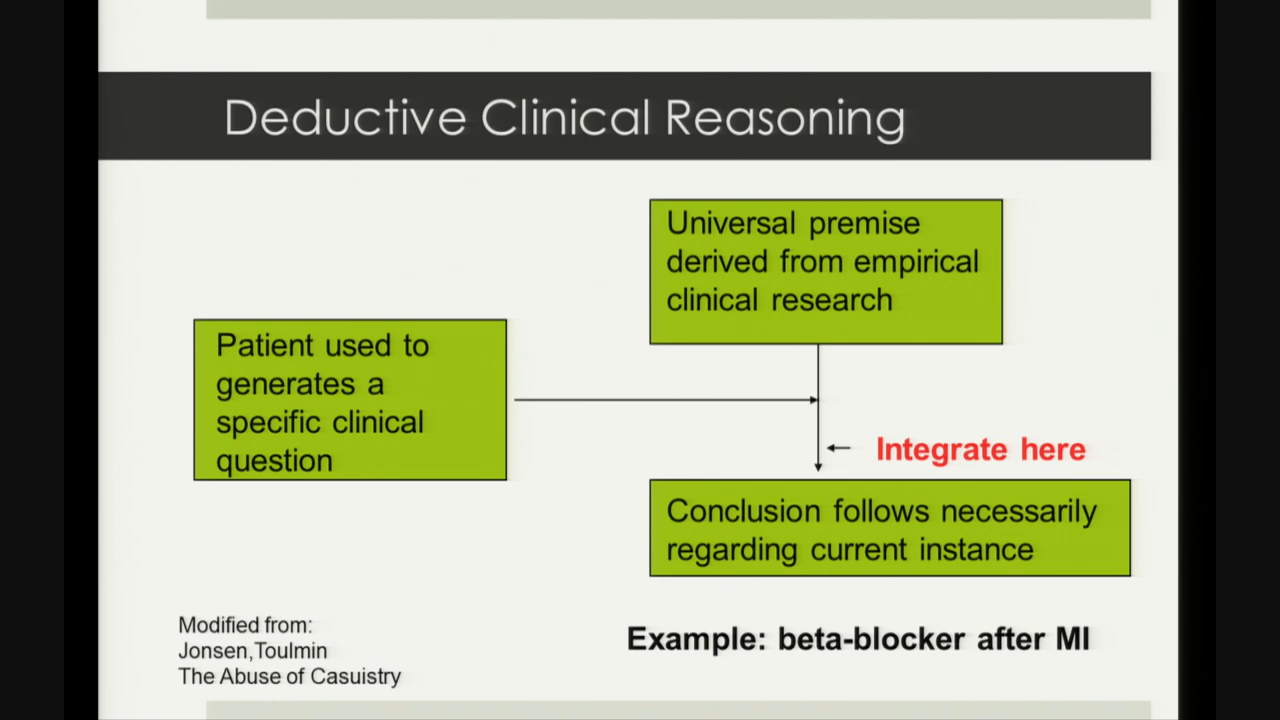 Deductive Clinical Reasoning
Universal premise
derived from empirical
clinical research
Patient used to
generates a
specific clinical
question
Integrate here
Conclusion follows necessarily
regarding current instance
Modified from:
Jonsen,Toulmin
The Abuse of Casuistry
Example: beta-blocker after MI